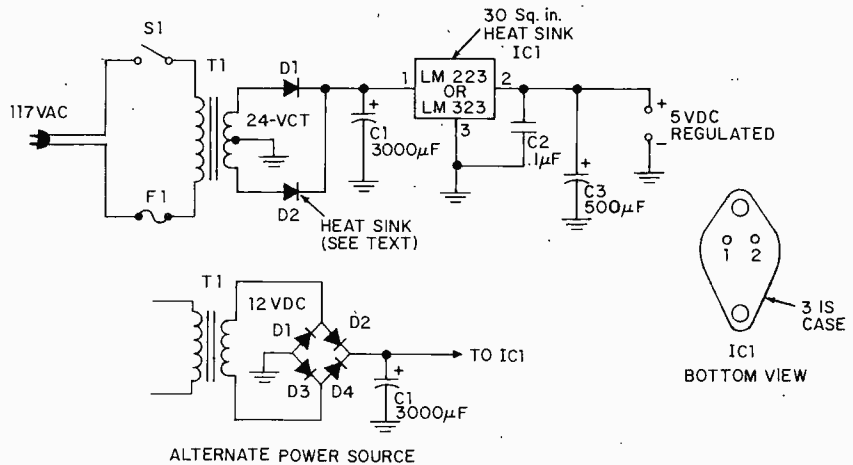 S1
T1
117VAC
F1
D1
24-VCT
D2
HEAT SINK
(SEE TEXT)
+
C1
3000µF
30 Sq. in.
HEAT SINK
IC1
1
LM 223
OR
LM 323
2
3
C2
.1µF
+
C3
500µF
+
5VDC
REGULATED
−
1 2
3 IS
CASE
IC1
BOTTOM VIEW
T1
12VDC
D1
D2
D3
D4
+
C1
3000µF
TO IC1
ALTERNATE POWER SOURCE